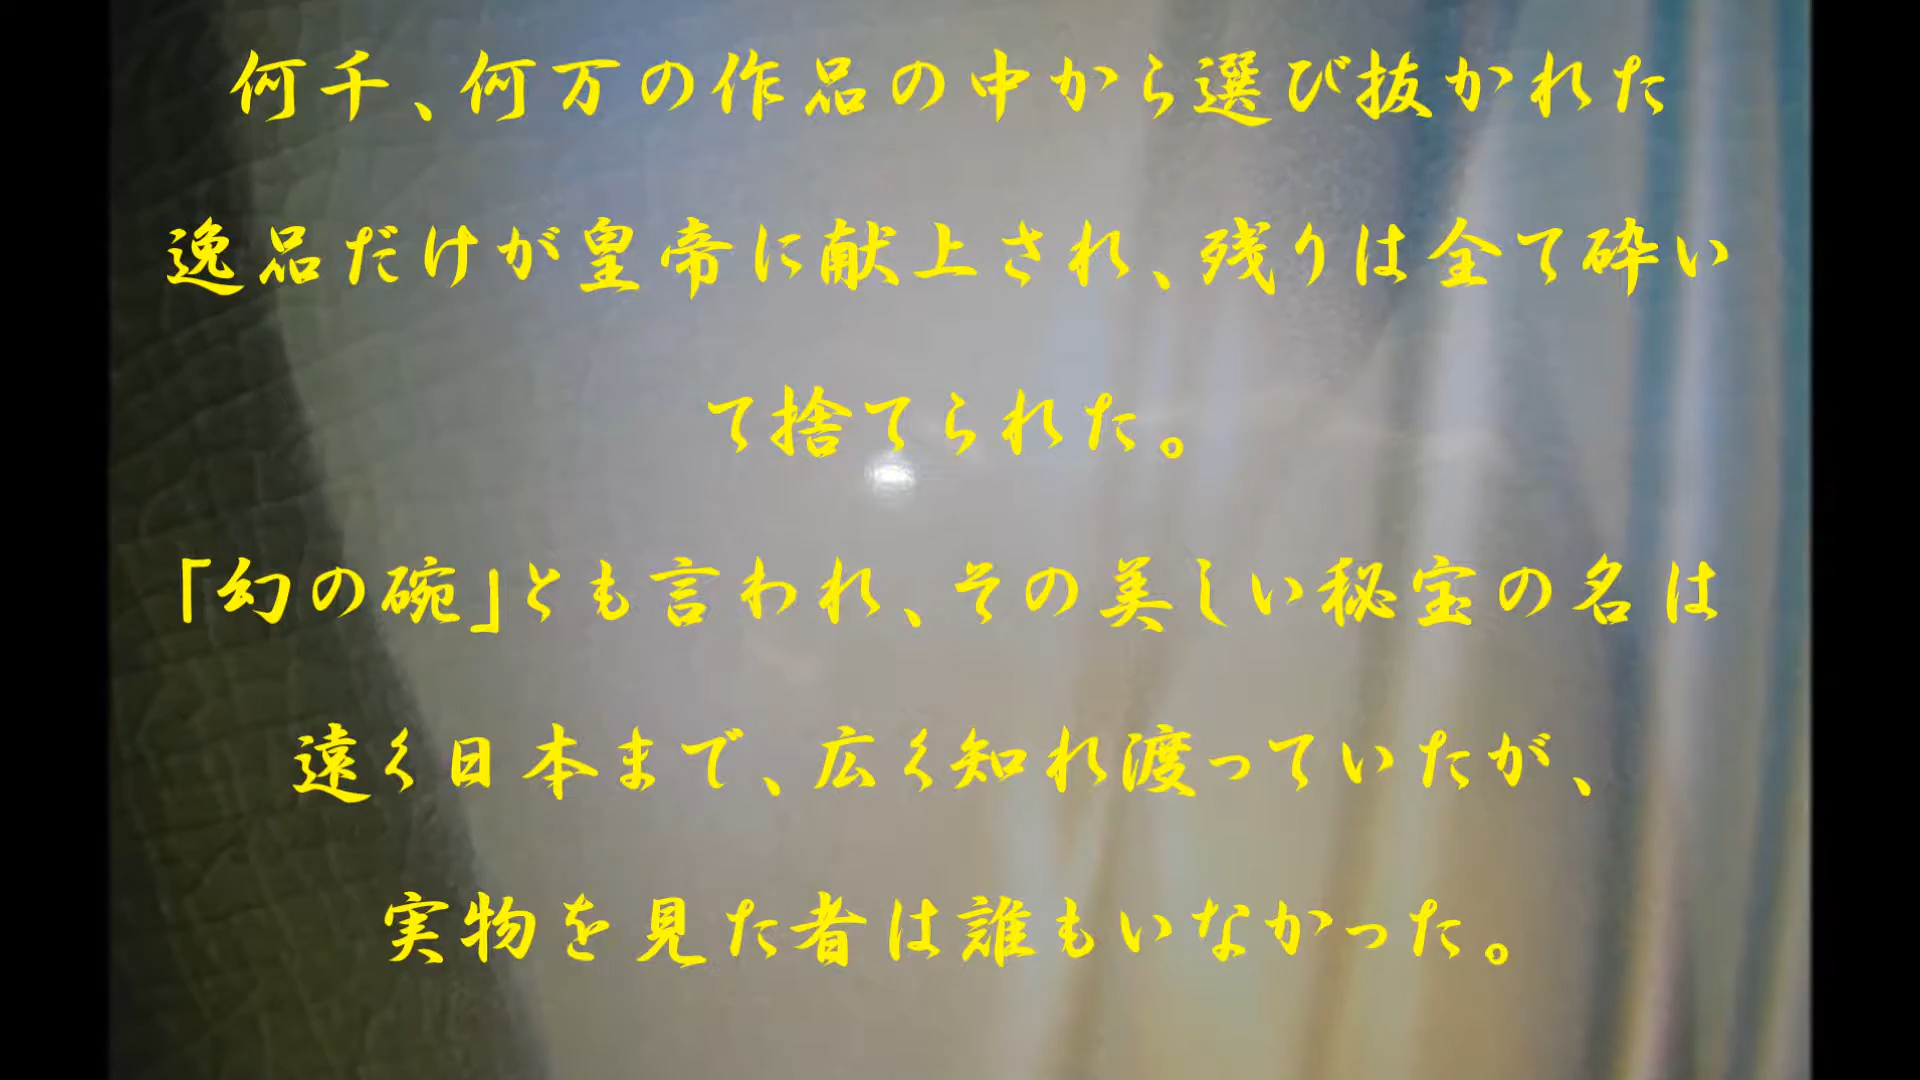 何千、何万の作品の中から選び抜かれた
逸品だけが皇帝に献上され、残りは全て砕い
て捨てられた。
「幻の碗」とも言われ、その美しい秘宝の名は
遠く日本まで、広く知れ渡っていたが、
実物を見た者は誰もいなかった。